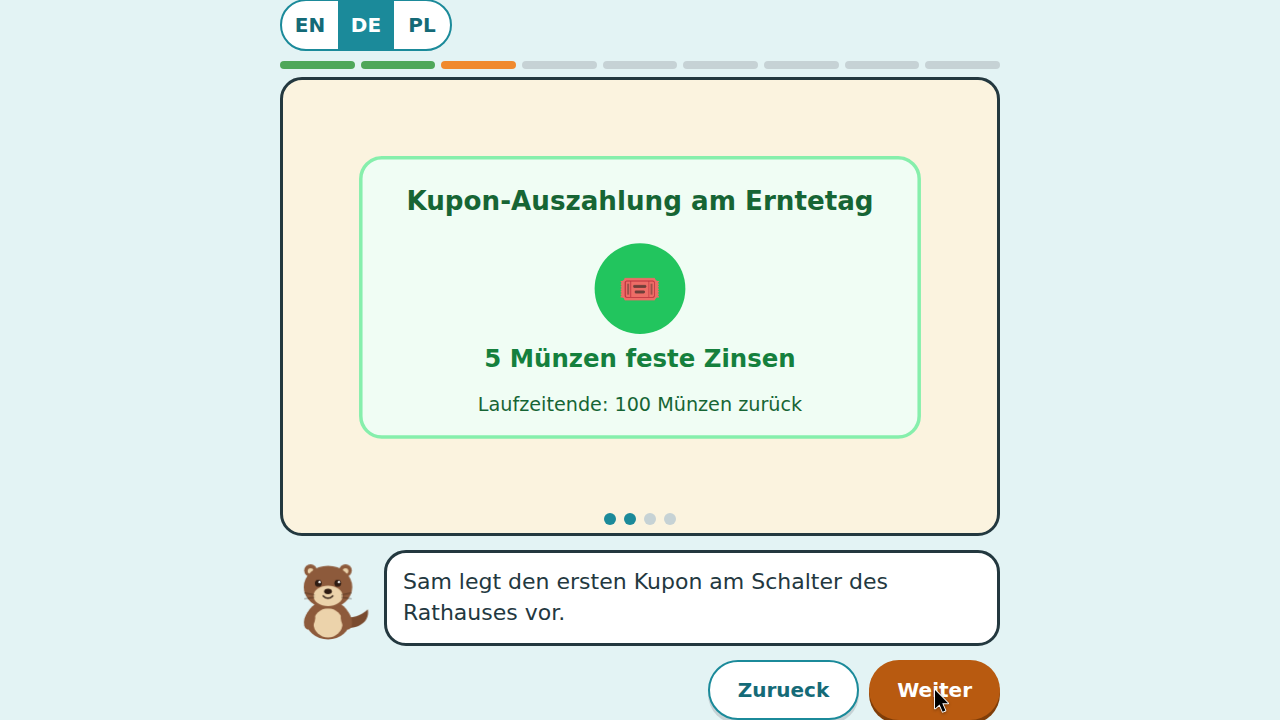 EN DE PL
Kupon-Auszahlung am Erntetag
5 Münzen feste Zinsen
Laufzeitende: 100 Münzen zurück
Sam legt den ersten Kupon am Schalter des
Rathauses vor.
Zurueck Weiter